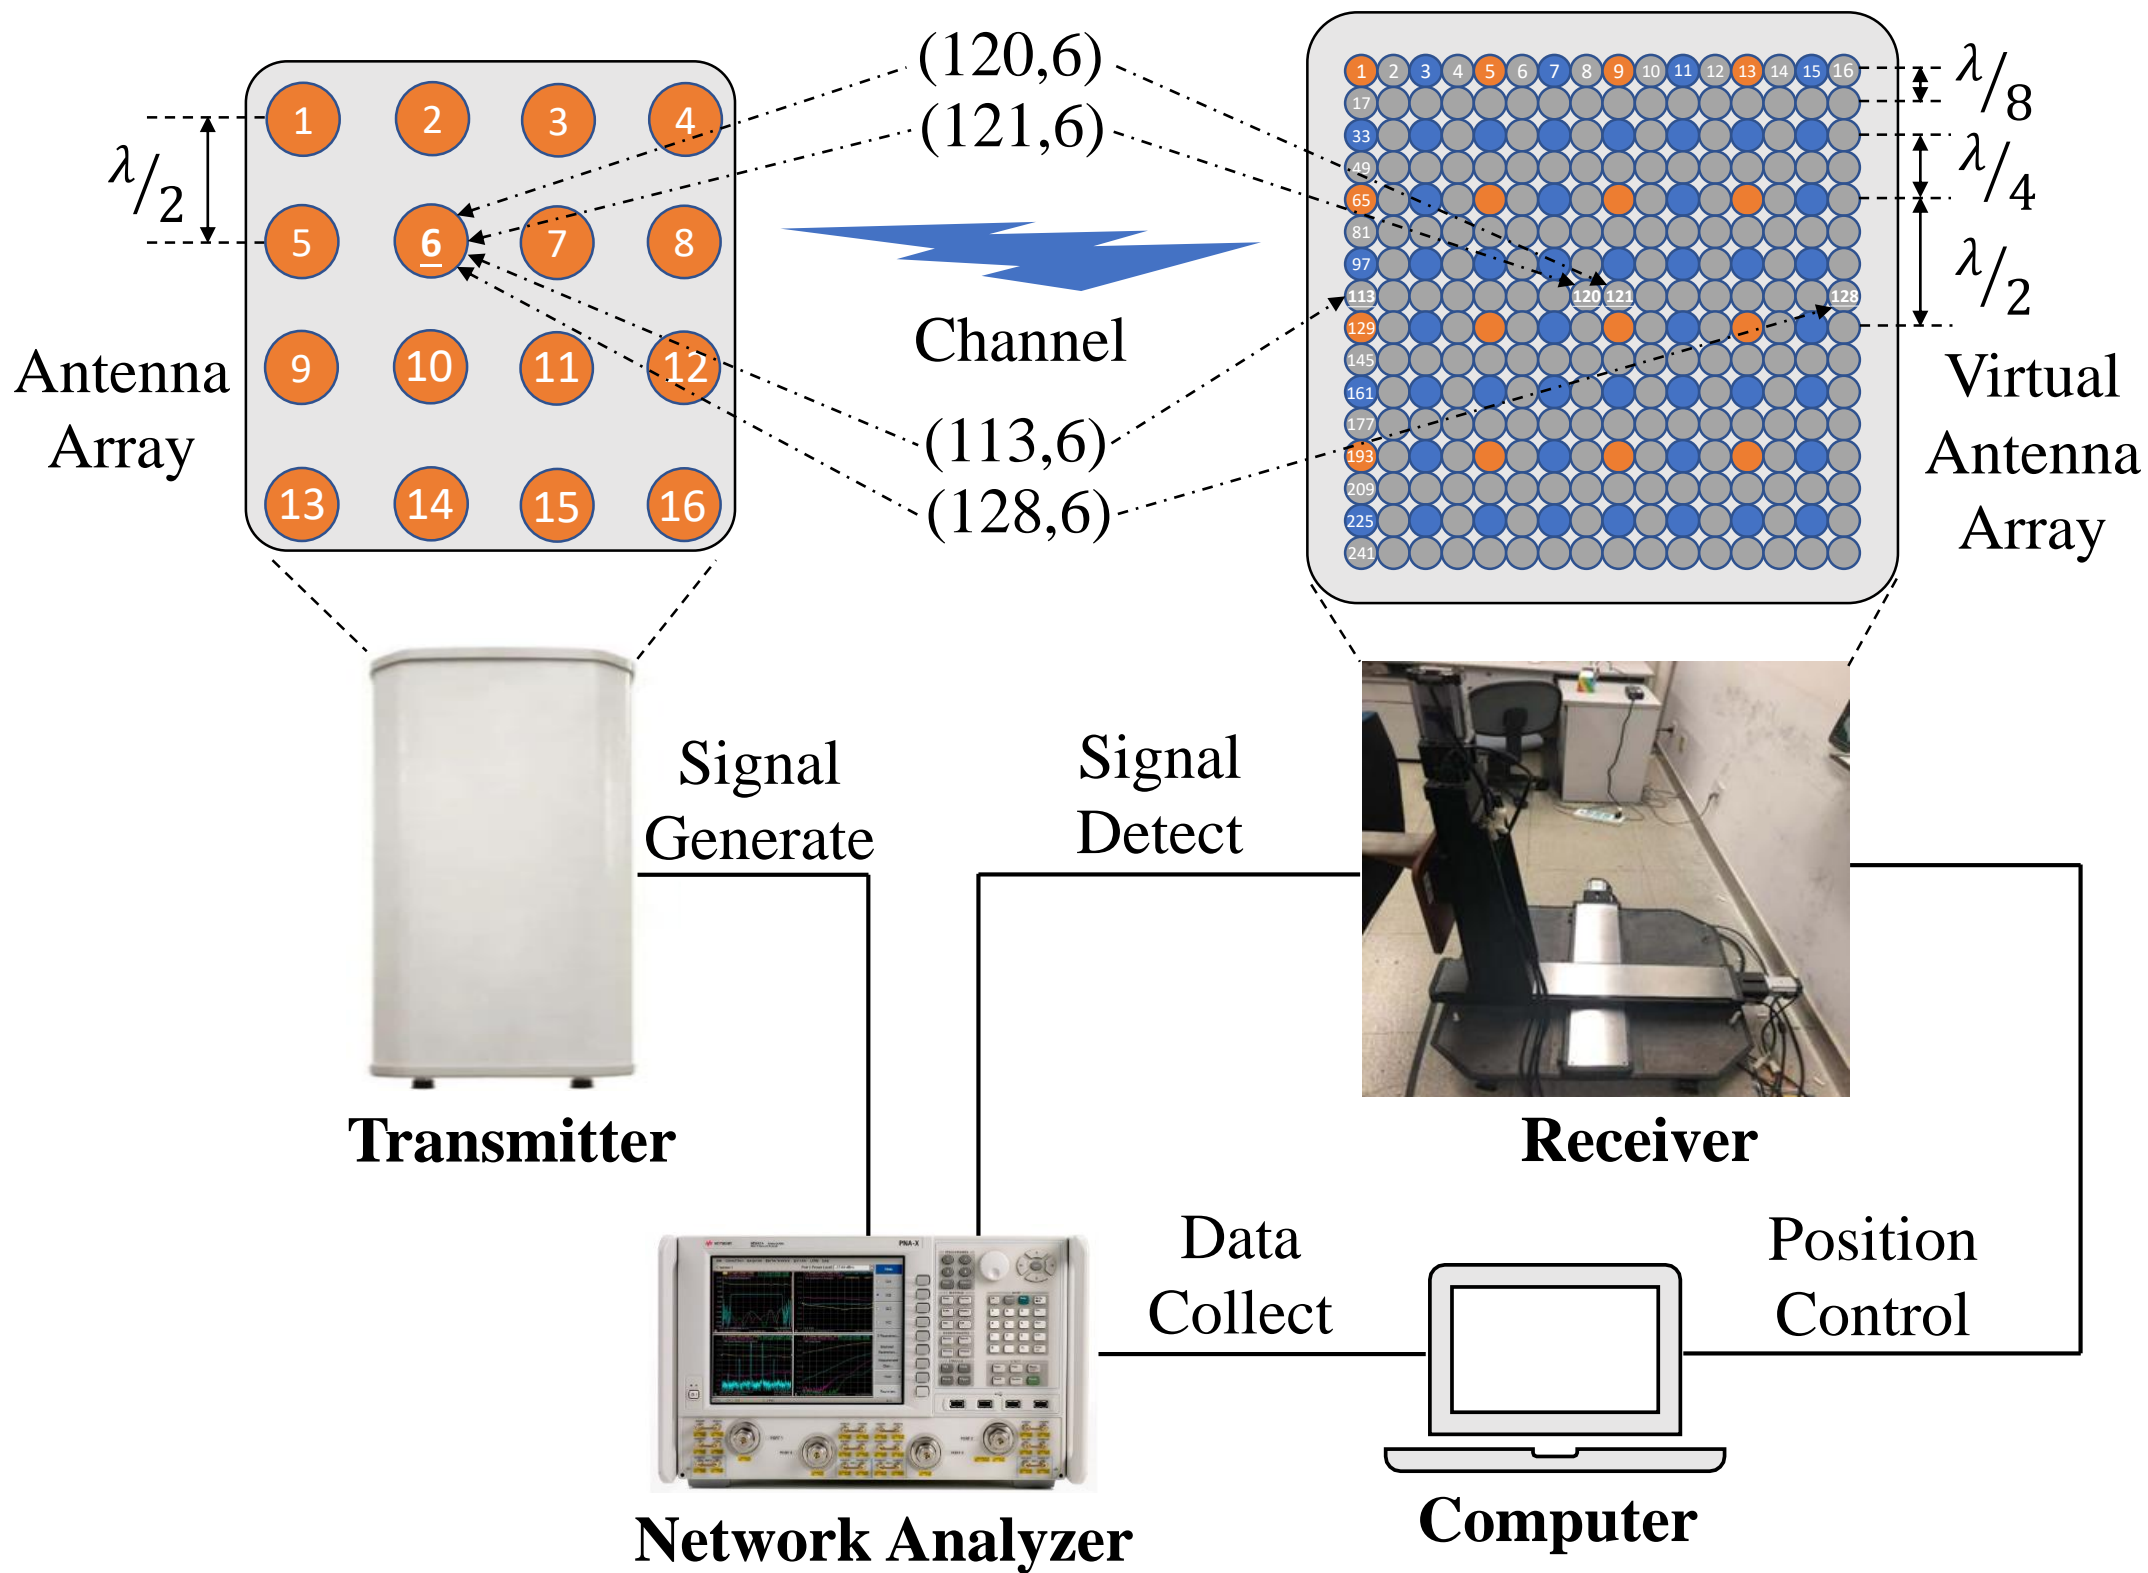 (120,6)
(121,6)
(113,6)
(128,6)
Channel
1 2 3 4
5 6 7 8
9 10 11 12
13 14 15 16
λ/2
Antenna
Array
1 2 3 4 5 6 7 8 9 10 11 12 13 14 15 16
17
33
49
65
81
97
113 120 121 128
129
145
161
177
193
209
225
241
λ/8
λ/4
λ/2
Virtual
Antenna
Array
Signal
Generate
Signal
Detect
Transmitter
Receiver
PNA-X
Data
Collect
Position
Control
Network Analyzer
Computer